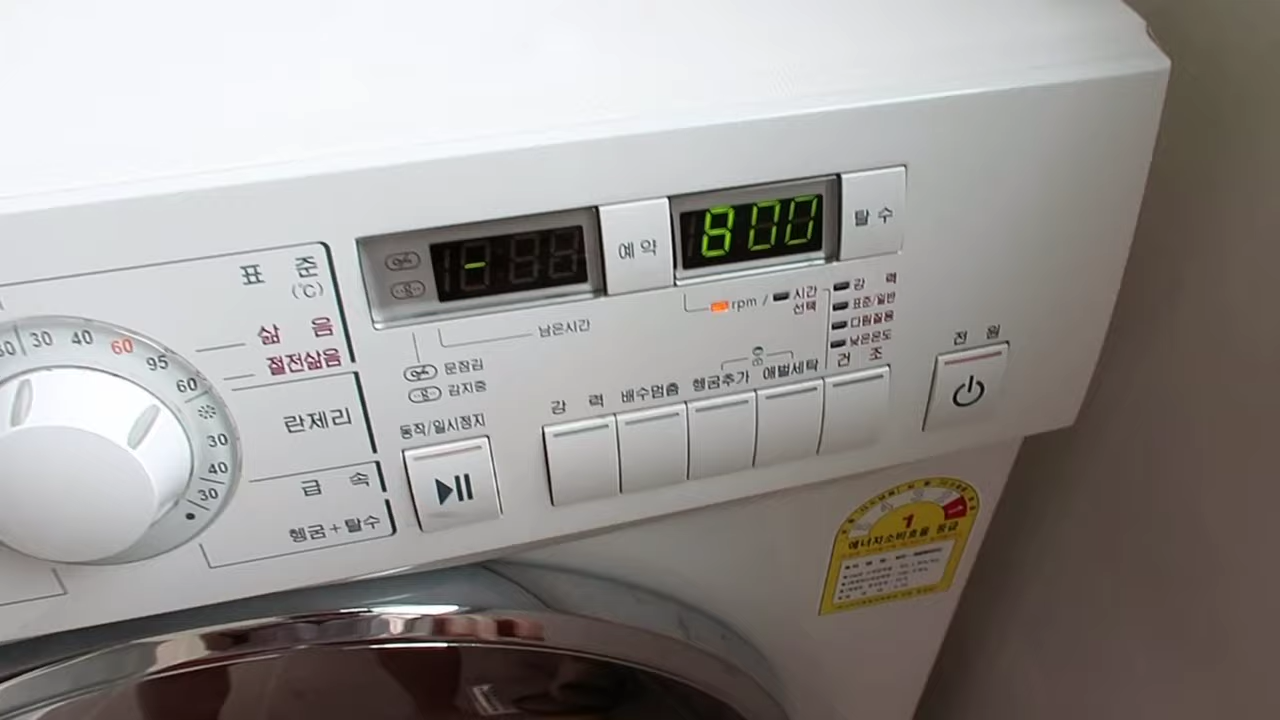 표 준
(℃)
삶 음
절전삶음
란제리
급 속
헹굼+탈수
30
40
60
95
60
30
40
30
-
예 약
800
탈 수
남은시간
문잠김
감지중
동작/일시정지
rpm / 시간
선택
강 력
표준/일반
다림질용
낮은온도
건 조
강 력
배수멈춤
헹굼추가
애벌세탁
전 원
1
에너지소비효율 등급